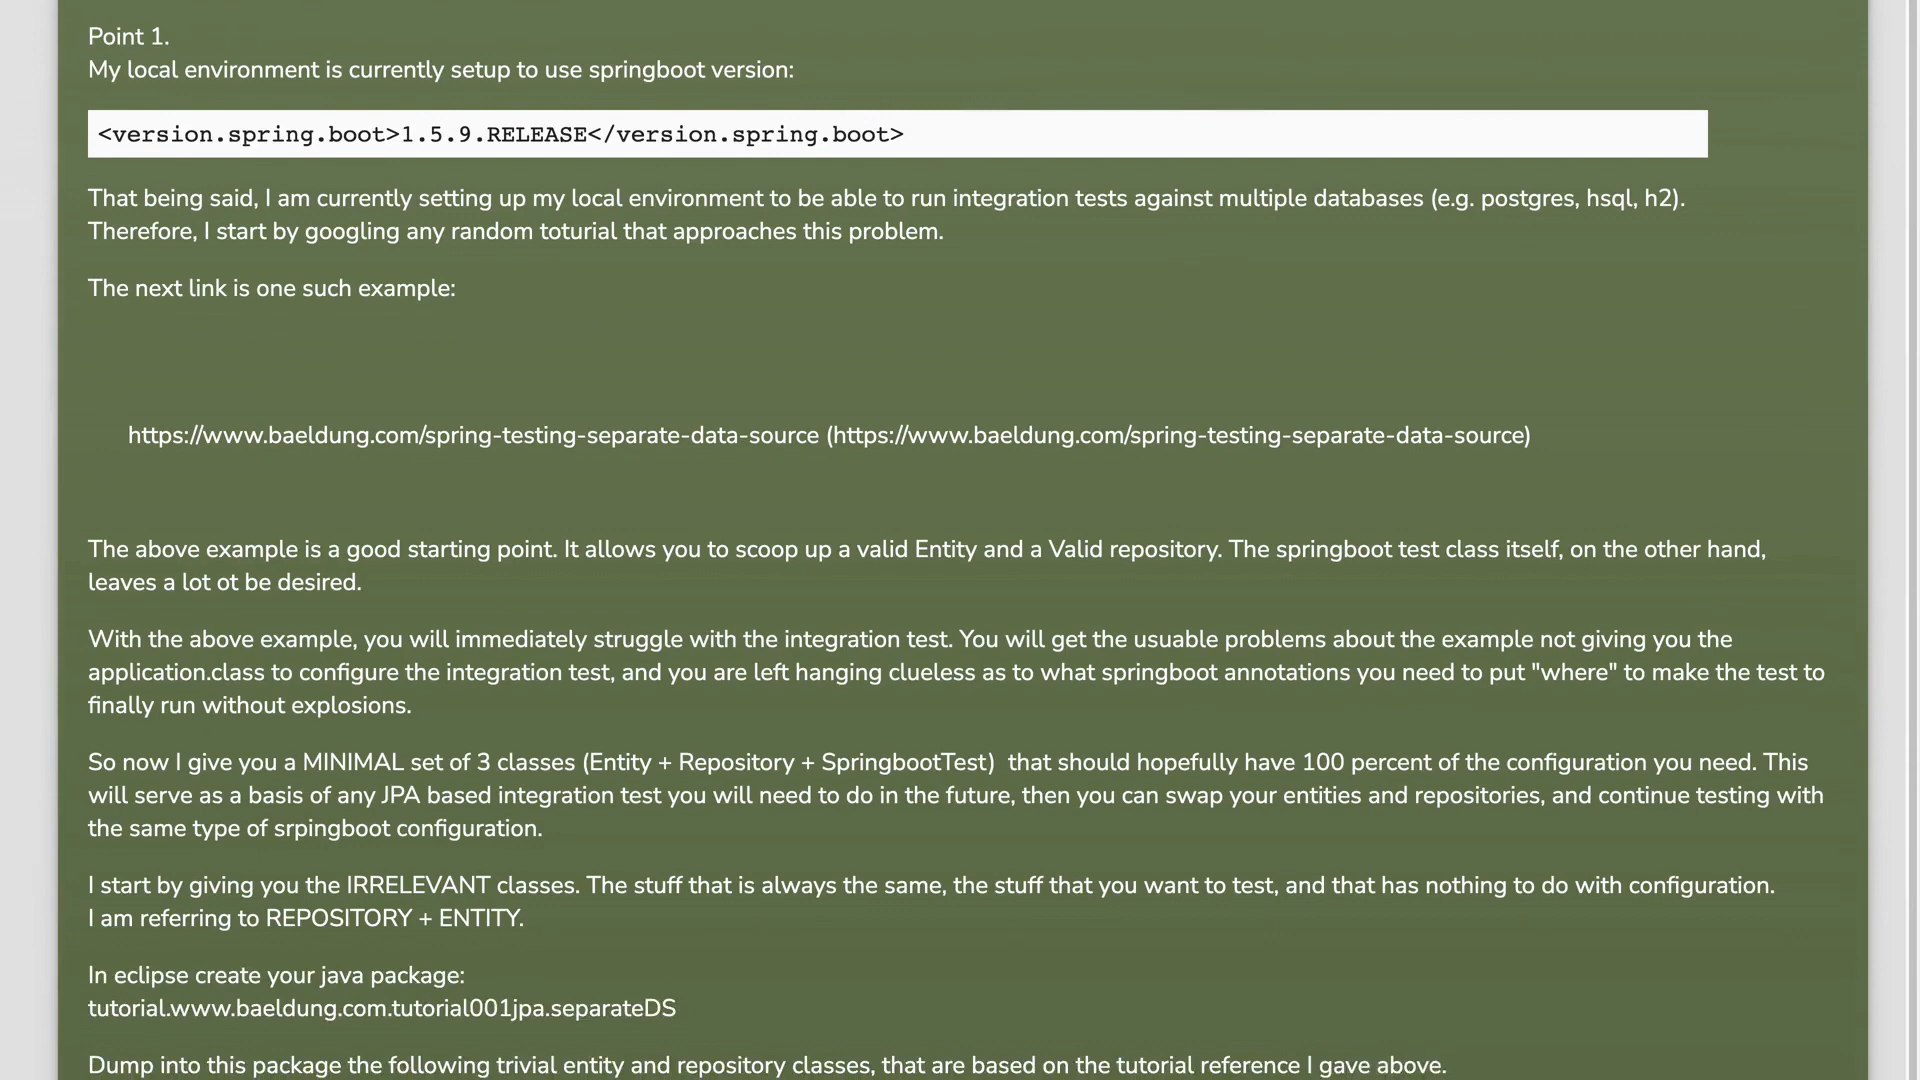 Point 1.
My local environment is currently setup to use springboot version:
<version.spring.boot>1.5.9.RELEASE</version.spring.boot>
That being said, I am currently setting up my local environment to be able to run integration tests against multiple databases (e.g. postgres, hsql, h2).
Therefore, I start by googling any random toturial that approaches this problem.
The next link is one such example:
https://www.baeldung.com/spring-testing-separate-data-source (https://www.baeldung.com/spring-testing-separate-data-source)
The above example is a good starting point. It allows you to scoop up a valid Entity and a Valid repository. The springboot test class itself, on the other hand,
leaves a lot ot be desired.
With the above example, you will immediately struggle with the integration test. You will get the usuable problems about the example not giving you the
application.class to configure the integration test, and you are left hanging clueless as to what springboot annotations you need to put "where" to make the test to
finally run without explosions.
So now I give you a MINIMAL set of 3 classes (Entity + Repository + SpringbootTest)  that should hopefully have 100 percent of the configuration you need. This
will serve as a basis of any JPA based integration test you will need to do in the future, then you can swap your entities and repositories, and continue testing with
the same type of srpingboot configuration.
I start by giving you the IRRELEVANT classes. The stuff that is always the same, the stuff that you want to test, and that has nothing to do with configuration.
I am referring to REPOSITORY + ENTITY.
In eclipse create your java package:
tutorial.www.baeldung.com.tutorial001jpa.separateDS
Dump into this package the following trivial entity and repository classes, that are based on the tutorial reference I gave above.